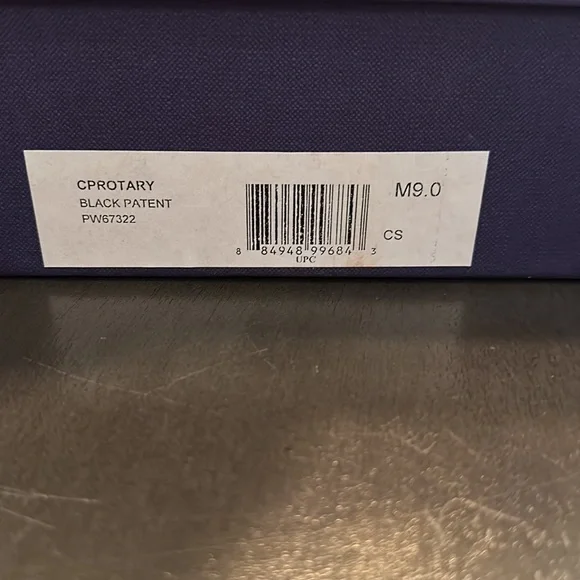 CPROTARY
BLACK PATENT
PW67322
8 84948 99684 3
UPC
M9.0
CS